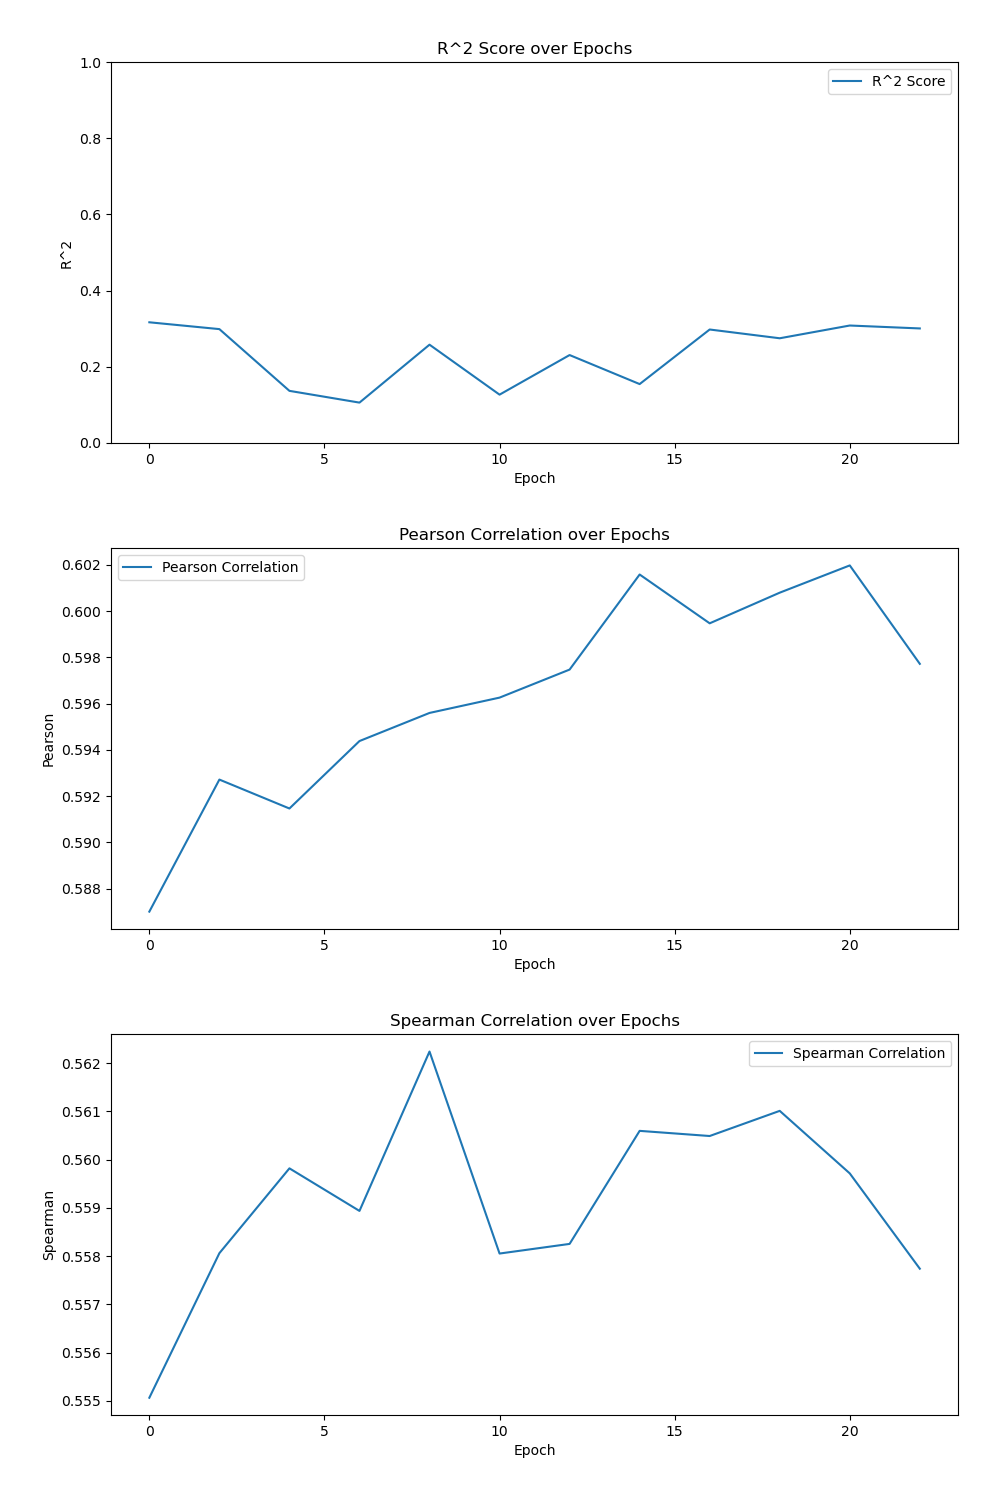 R^2 Score over Epochs
1.0
R^2 Score
0.8
0.6
R^2
0.4
0.2
0.0
0 5 10 15 20
Epoch
Pearson Correlation over Epochs
0.602
Pearson Correlation
0.600
0.598
0.596
Pearson
0.594
0.592
0.590
0.588
0 5 10 15 20
Epoch
Spearman Correlation over Epochs
Spearman Correlation
0.562
0.561
0.560
0.559
Spearman
0.558
0.557
0.556
0.555
0 5 10 15 20
Epoch